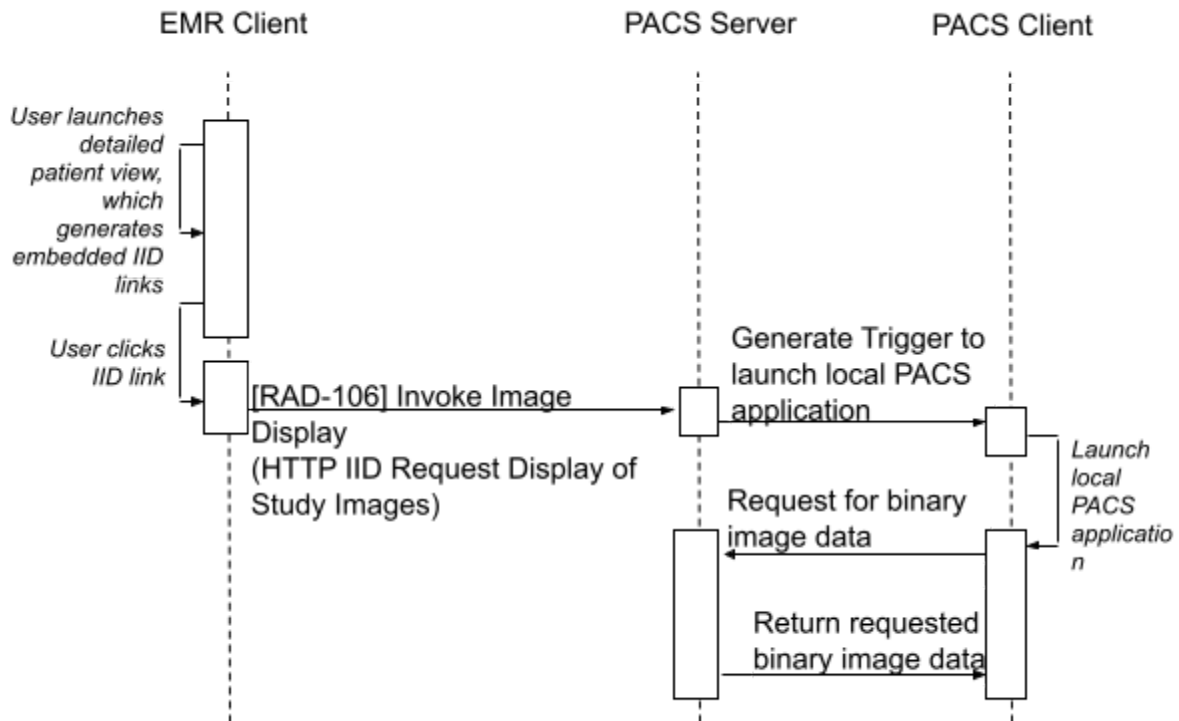 EMR Client
PACS Server
PACS Client
User launches
detailed
patient view,
which
generates
embedded IID
links
User clicks
IID link
[RAD-106] Invoke Image
Display
(HTTP IID Request Display of
Study Images)
Generate Trigger to
launch local PACS
application
Launch
local
PACS
applicatio
n
Request for binary
image data
Return requested
binary image data